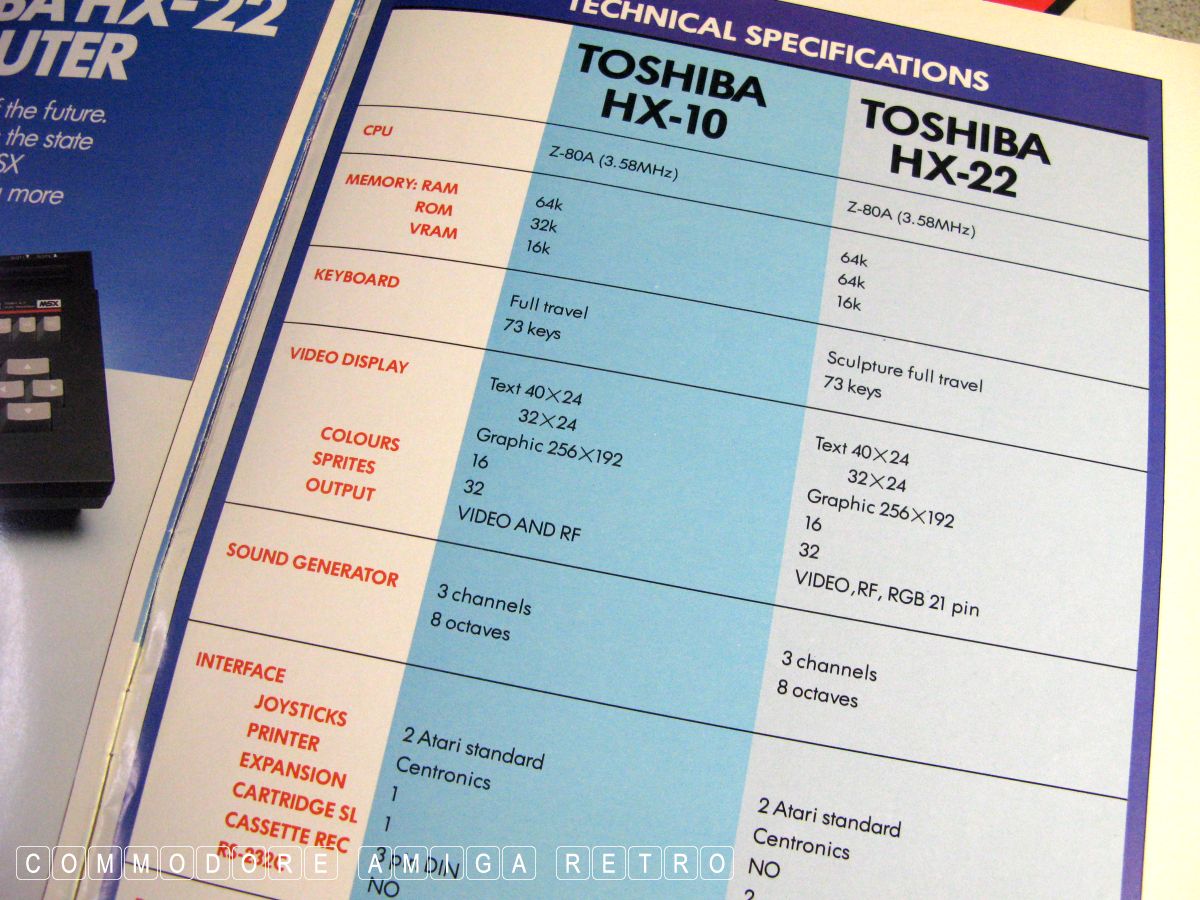 BA HX-22
UTER
f the future.
the state
SX
more
MSX
TECHNICAL SPECIFICATIONS
TOSHIBA
HX-10
TOSHIBA
HX-22
CPU
Z-80A (3.58MHz)
Z-80A (3.58MHz)
MEMORY: RAM
ROM
VRAM
64k
32k
16k
64k
64k
16k
KEYBOARD
Full travel
73 keys
Sculpture full travel
73 keys
VIDEO DISPLAY
COLOURS
SPRITES
OUTPUT
Text 40×24
32×24
Graphic 256×192
16
32
VIDEO AND RF
Text 40×24
32×24
Graphic 256×192
16
32
VIDEO,RF, RGB 21 pin
SOUND GENERATOR
3 channels
8 octaves
3 channels
8 octaves
INTERFACE
JOYSTICKS
PRINTER
EXPANSION
CARTRIDGE SL
CASSETTE REC
RS-232C
2 Atari standard
Centronics
1
1
3 PIN DIN
NO
2 Atari standard
Centronics
NO
2
COMMODORE AMIGA RETRO